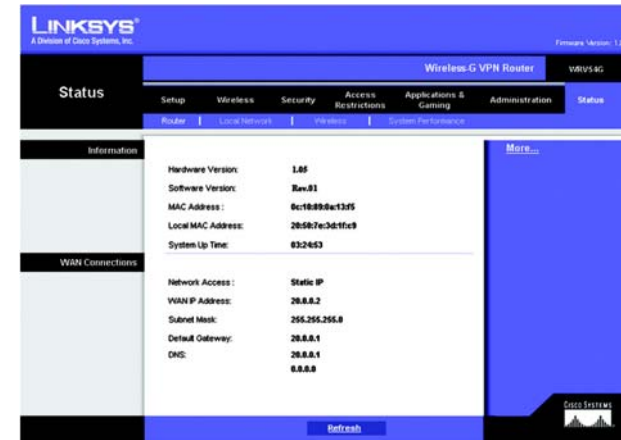 LINKSYS®
A Division of Cisco Systems, Inc.
Firmware Version: 1.
Wireless-G VPN Router WRV54G
Status
Setup Wireless Security Access Restrictions Applications & Gaming Administration Status
Router | Local Network | Wireless | System Performance
Information
More...
Hardware Version: 1.05
Software Version: Rev.01
MAC Address : 0c:10:89:0a:13:f5
Local MAC Address: 20:50:7e:3d:1f:c9
System Up Time: 03:24:53
WAN Connections
Network Access : Static IP
WAN IP Address: 20.0.0.2
Subnet Mask: 255.255.255.0
Default Gateway: 20.0.0.1
DNS: 20.0.0.1
0.0.0.0
CISCO SYSTEMS
Refresh